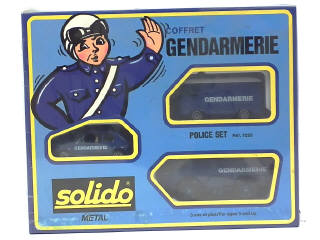 COFFRET
GENDARMERIE
GENDARMERIE
POLICE SET
GENDARMERIE
GENDARMERIE
solido
METAL